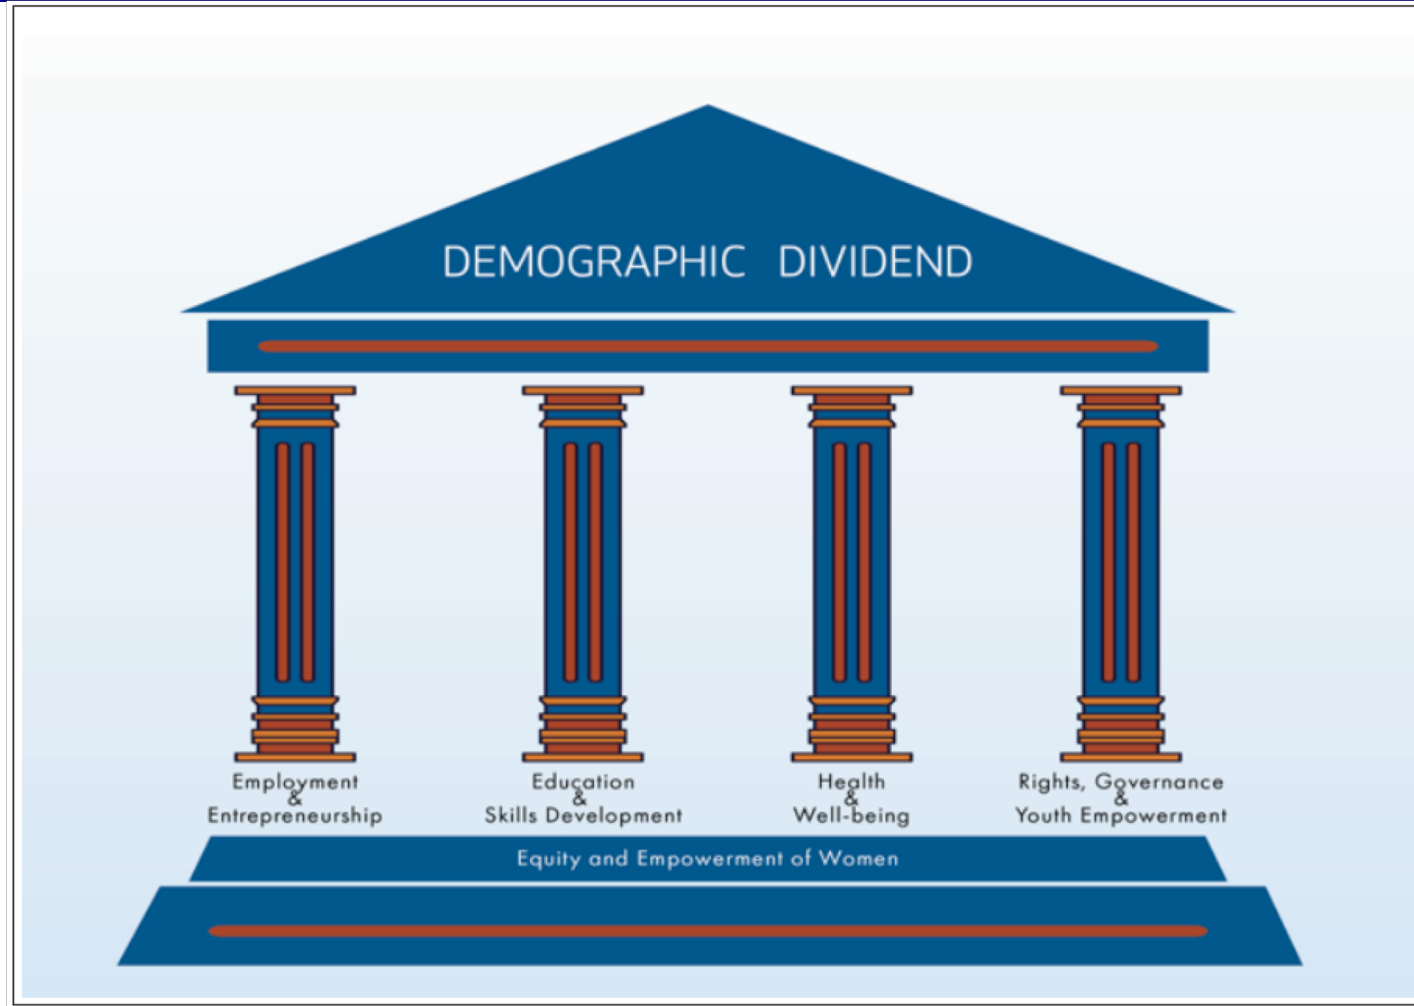 DEMOGRAPHIC DIVIDEND
Employment
&
Entrepreneurship
Education
&
Skills Development
Health
&
Well-being
Rights, Governance
&
Youth Empowerment
Equity and Empowerment of Women